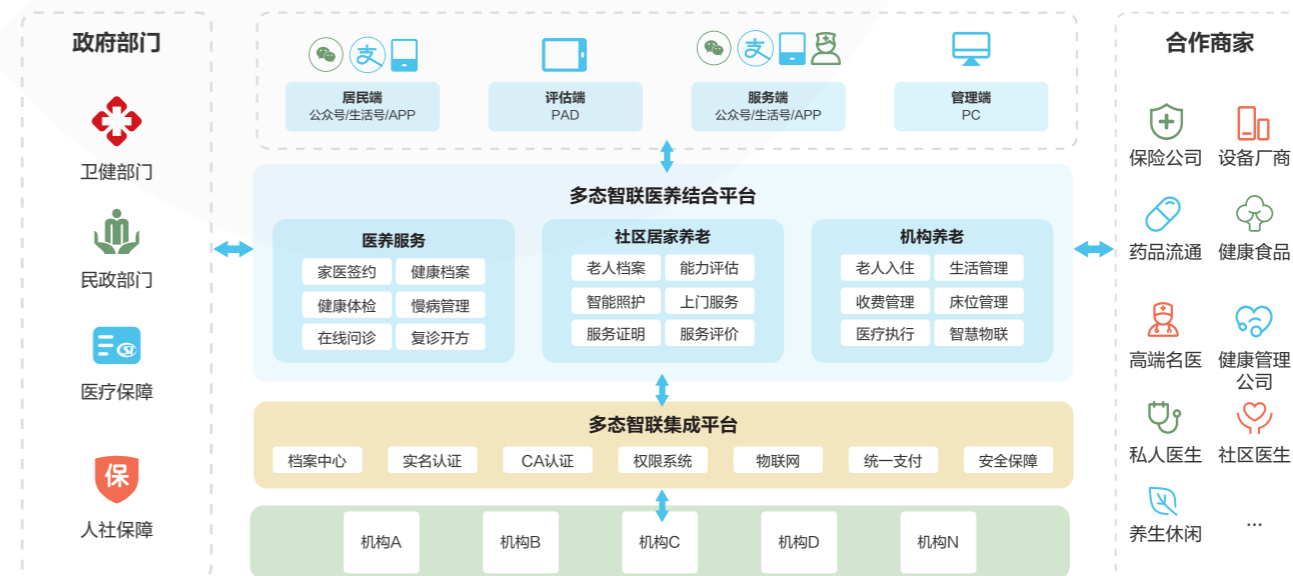 政府部门
卫健部门
民政部门
医疗保障
保
人社保障
支 支
居民端 评估端 服务端 管理端
公众号/生活号/APP PAD 公众号/生活号/APP PC
多态智联医养结合平台
医养服务
家医签约 健康档案
健康体检 慢病管理
在线问诊 复诊开方
社区居家养老
老人档案 能力评估
智能照护 上门服务
服务证明 服务评价
机构养老
老人入住 生活管理
收费管理 床位管理
医疗执行 智慧物联
多态智联集成平台
档案中心 实名认证 CA认证 权限系统 物联网 统一支付 安全保障
机构A 机构B 机构C 机构D 机构N
合作商家
保险公司 设备厂商
药品流通 健康食品
高端名医 健康管理
公司
私人医生 社区医生
养生休闲 ...